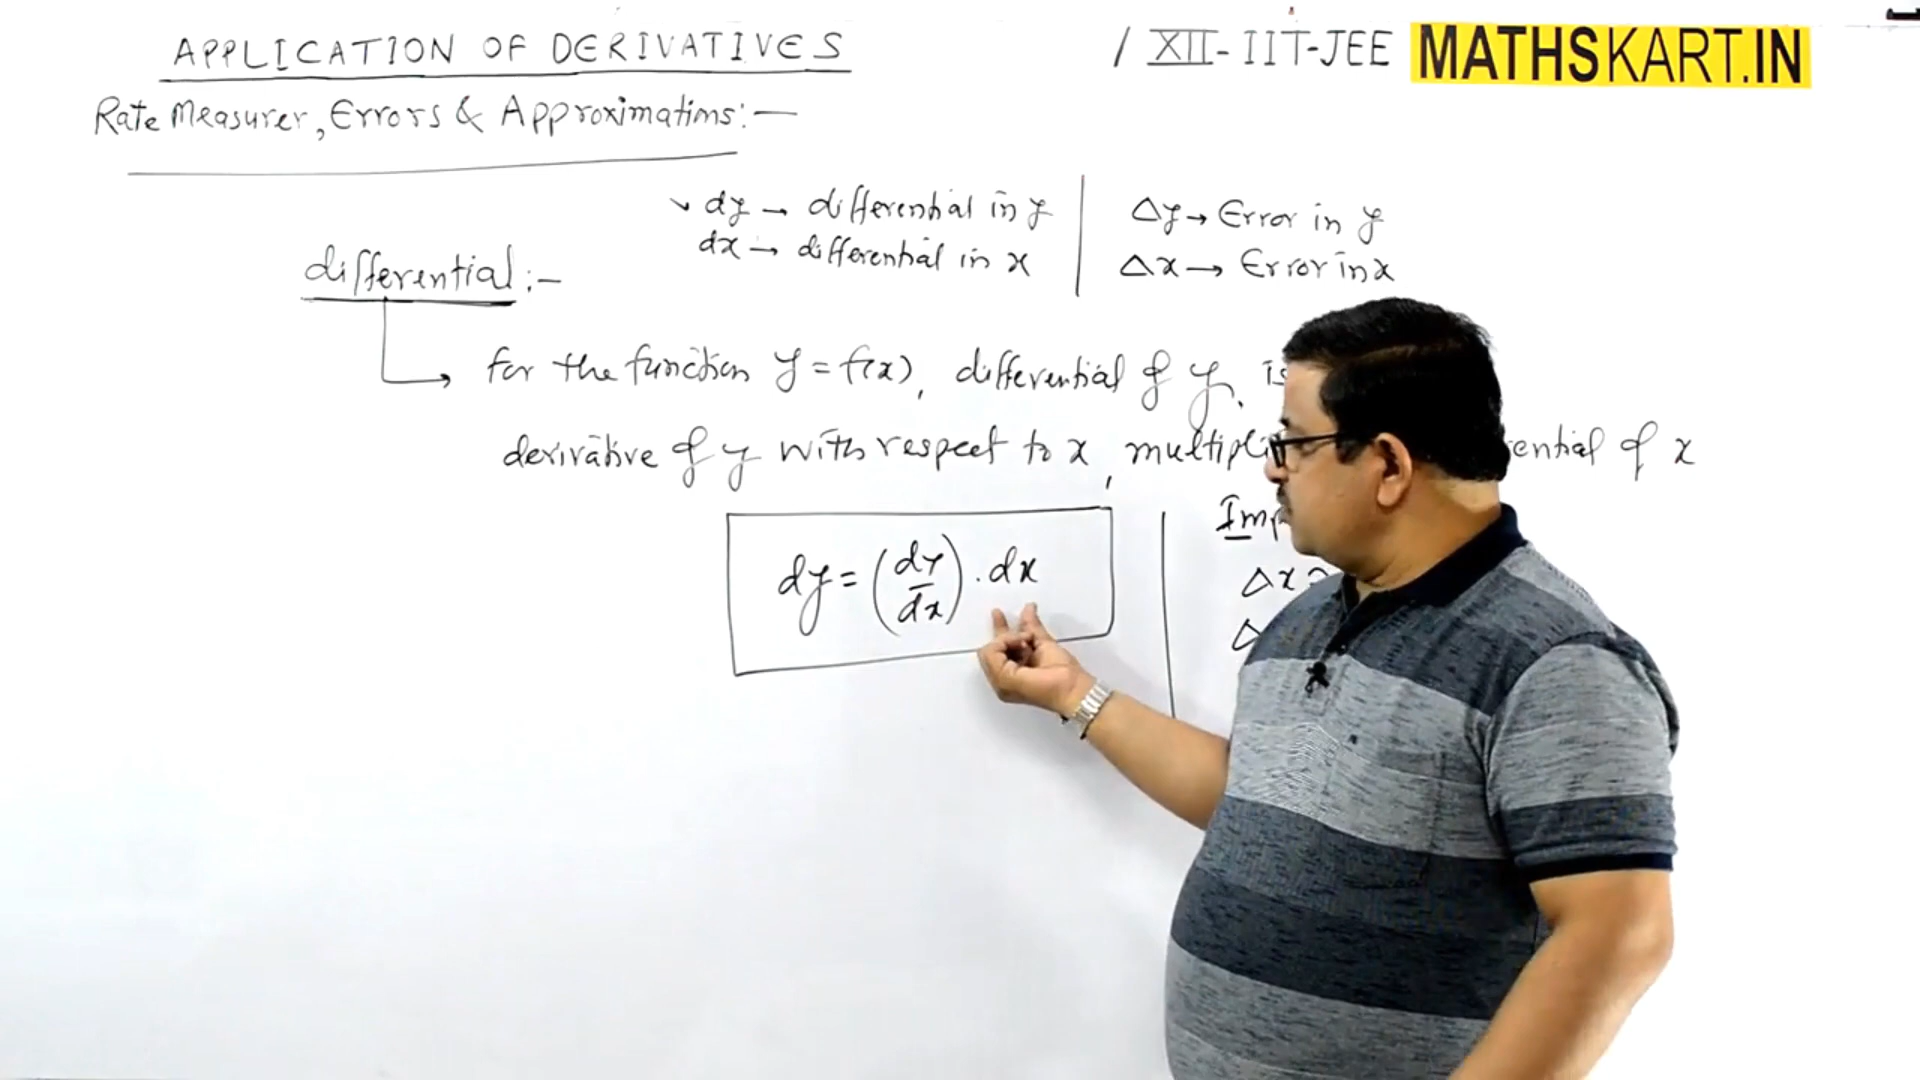 APPLICATION OF DERIVATIVES / XII-IIT-JEE MATHSKART.IN
Rate Measurer, Errors & Approximations:—
dy → differential in y
dx → differential in x
Δy → Error in y
Δx → Error in x
differential:—
for the function y = f(x), differential of y, is
derivative of y with respect to x, ential of x
dy = (dy/dx) . dx
Δx
Δ